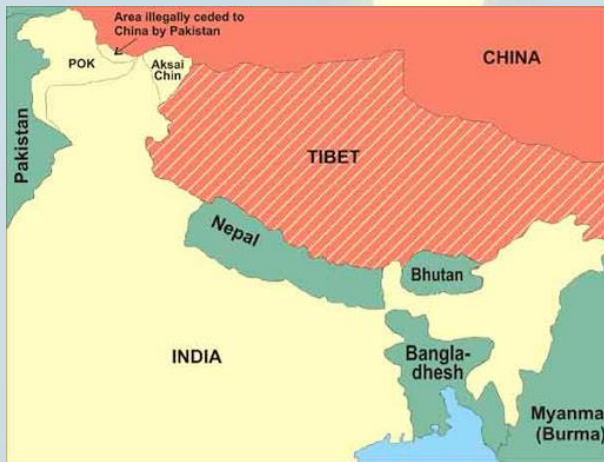 Area illegally ceded to
China by Pakistan
POK
Aksai
Chin
CHINA
Pakistan
TIBET
Nepal
Bhutan
INDIA
Bangla-
dhesh
Myanma
(Burma)